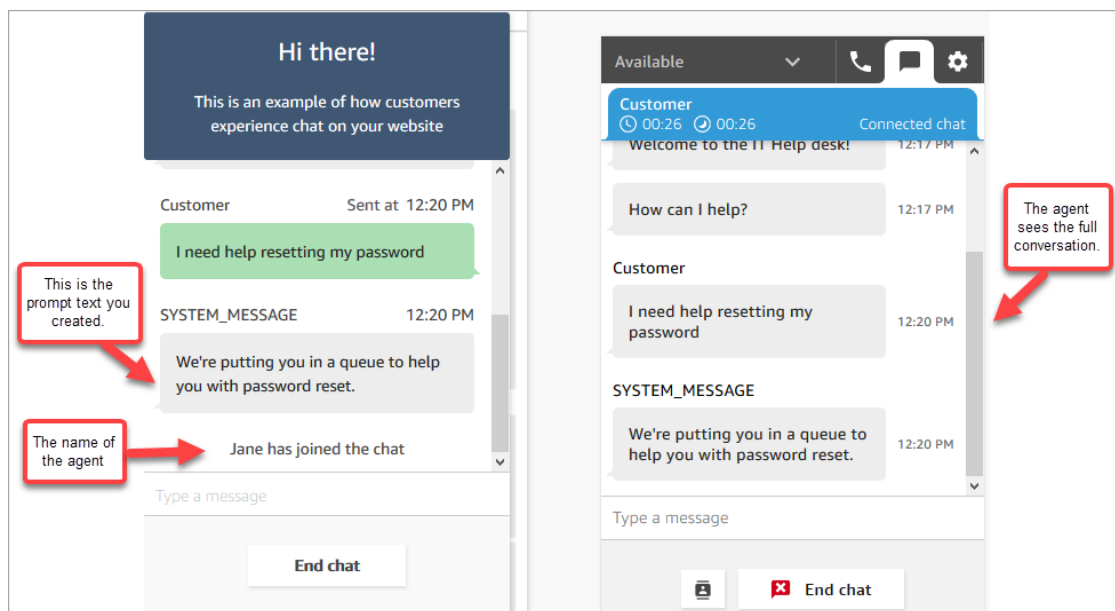 Hi there!
This is an example of how customers
experience chat on your website
Customer Sent at 12:20 PM
I need help resetting my password
This is the
prompt text you
created.
SYSTEM_MESSAGE 12:20 PM
We're putting you in a queue to help
you with password reset.
The name of
the agent
Jane has joined the chat
Type a message
End chat
Available
Customer
00:26 00:26 Connected chat
Welcome to the IT Help desk! 12:17 PM
How can I help? 12:17 PM
The agent
sees the full
conversation.
Customer
I need help resetting my
password
12:20 PM
SYSTEM_MESSAGE
We're putting you in a queue to
help you with password reset.
12:20 PM
Type a message
End chat